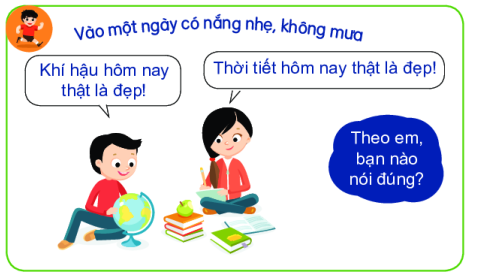 Vào một ngày có nắng nhẹ, không mưa
Khí hậu hôm nay
thật là đẹp!
Thời tiết hôm nay thật là đẹp!
Theo em,
bạn nào
nói đúng?